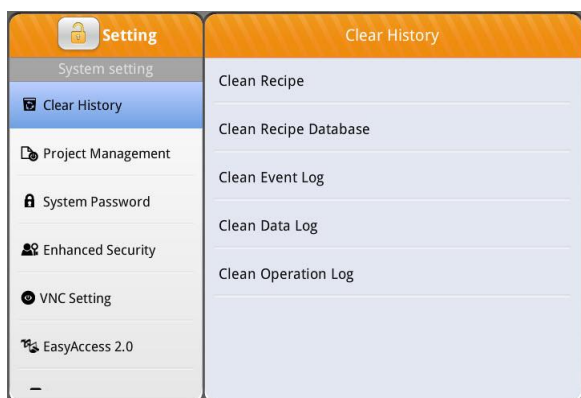 Setting
System setting
Clear History
Project Management
System Password
Enhanced Security
VNC Setting
EasyAccess 2.0
Clear History
Clean Recipe
Clean Recipe Database
Clean Event Log
Clean Data Log
Clean Operation Log